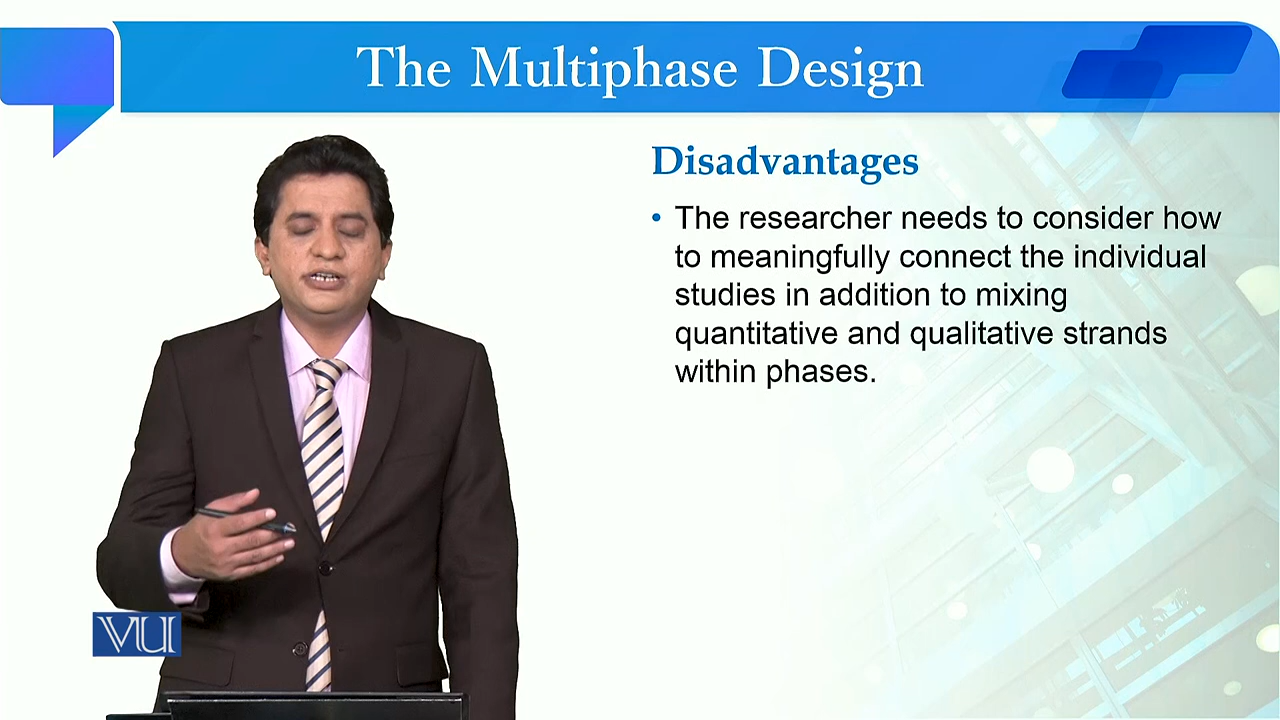 The Multiphase Design
Disadvantages
• The researcher needs to consider how
to meaningfully connect the individual
studies in addition to mixing
quantitative and qualitative strands
within phases.
VU